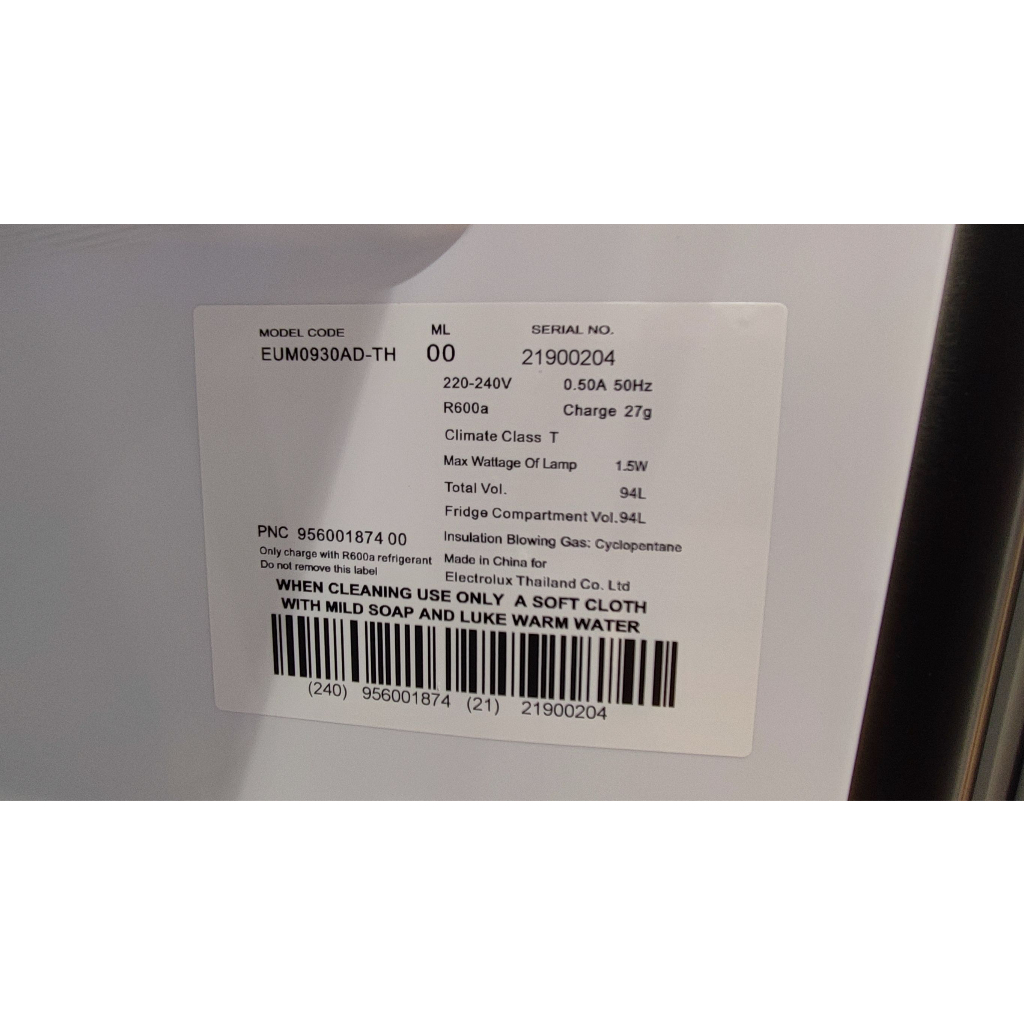 MODEL CODE ML SERIAL NO.
EUM0930AD-TH 00 21900204
220-240V 0.50A 50Hz
R600a Charge 27g
Climate Class T
Max Wattage Of Lamp 1.5W
Total Vol. 94L
Fridge Compartment Vol.94L
PNC 956001874 00
Only charge with R600a refrigerant
Do not remove this label
Insulation Blowing Gas: Cyclopentane
Made in China for
Electrolux Thailand Co. Ltd
WHEN CLEANING USE ONLY A SOFT CLOTH
WITH MILD SOAP AND LUKE WARM WATER
(240) 956001874 (21) 21900204